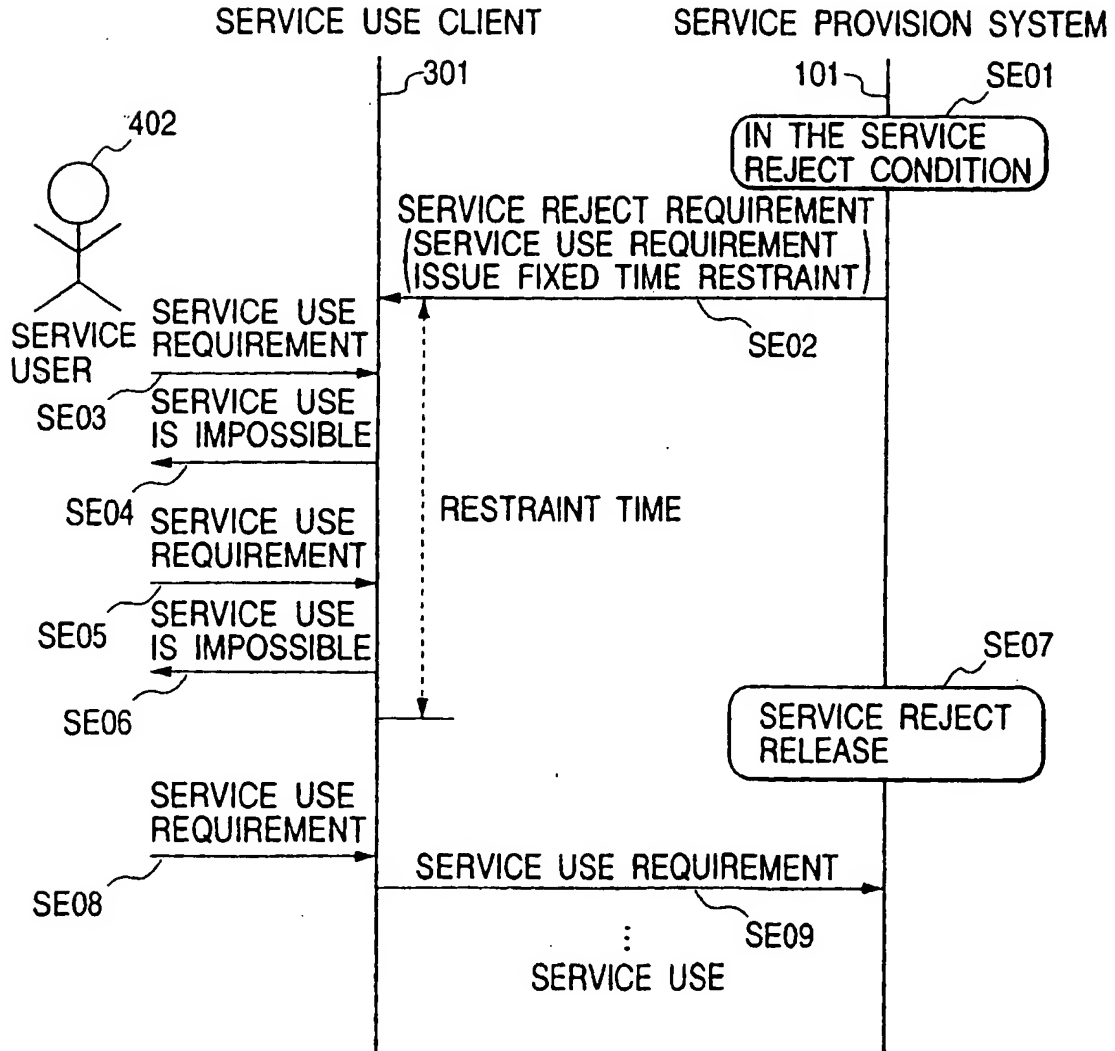 SERVICE USE CLIENT
SERVICE PROVISION SYSTEM
301
101
SE01
402
IN THE SERVICE
REJECT CONDITION
SERVICE REJECT REQUIREMENT
(SERVICE USE REQUIREMENT
ISSUE FIXED TIME RESTRAINT)
SERVICE
USER
SERVICE USE
REQUIREMENT
SE02
SE03
SERVICE USE
IS IMPOSSIBLE
SE04
RESTRAINT TIME
SERVICE USE
REQUIREMENT
SE05
SERVICE USE
IS IMPOSSIBLE
SE06
SE07
SERVICE REJECT
RELEASE
SERVICE USE
REQUIREMENT
SE08
SERVICE USE REQUIREMENT
SE09
⋮
SERVICE USE